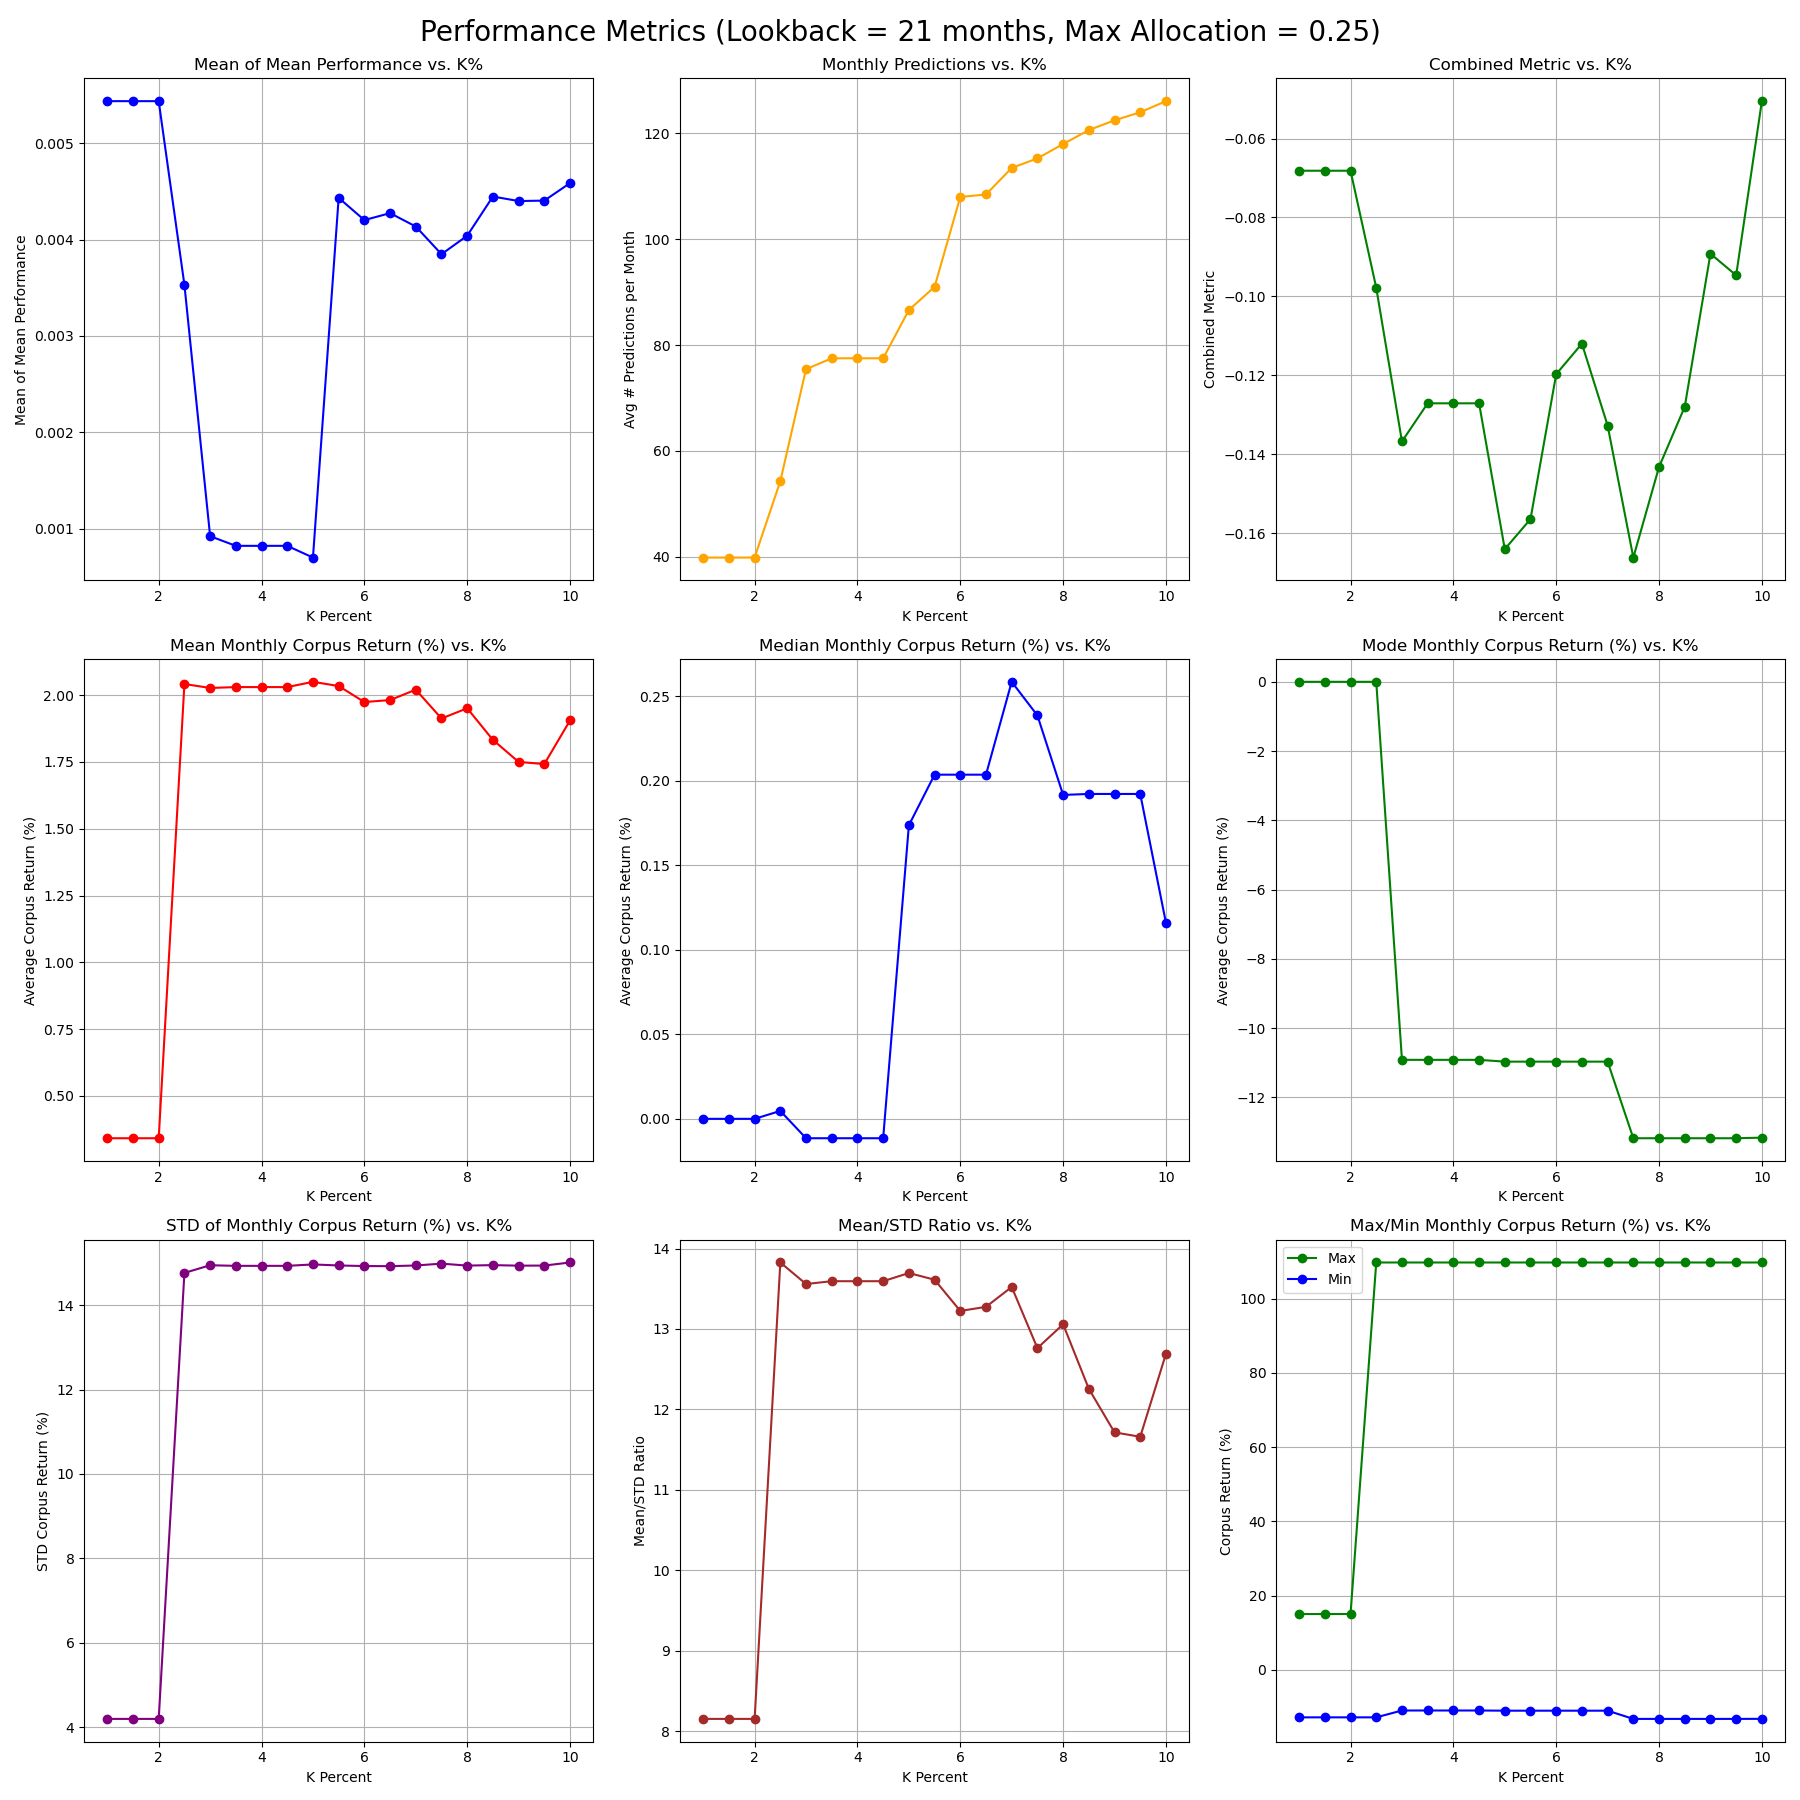 Performance Metrics (Lookback = 21 months, Max Allocation = 0.25)
Mean of Mean Performance vs. K%
Mean of Mean Performance
0.005
0.004
0.003
0.002
0.001
2 4 6 8 10
K Percent
Monthly Predictions vs. K%
Avg # Predictions per Month
120
100
80
60
40
2 4 6 8 10
K Percent
Combined Metric vs. K%
Combined Metric
−0.06
−0.08
−0.10
−0.12
−0.14
−0.16
2 4 6 8 10
K Percent
Mean Monthly Corpus Return (%) vs. K%
Average Corpus Return (%)
2.00
1.75
1.50
1.25
1.00
0.75
0.50
2 4 6 8 10
K Percent
Median Monthly Corpus Return (%) vs. K%
Average Corpus Return (%)
0.25
0.20
0.15
0.10
0.05
0.00
2 4 6 8 10
K Percent
Mode Monthly Corpus Return (%) vs. K%
Average Corpus Return (%)
0
−2
−4
−6
−8
−10
−12
2 4 6 8 10
K Percent
STD of Monthly Corpus Return (%) vs. K%
STD Corpus Return (%)
14
12
10
8
6
4
2 4 6 8 10
K Percent
Mean/STD Ratio vs. K%
Mean/STD Ratio
14
13
12
11
10
9
8
2 4 6 8 10
K Percent
Max/Min Monthly Corpus Return (%) vs. K%
Max
Min
Corpus Return (%)
100
80
60
40
20
0
2 4 6 8 10
K Percent